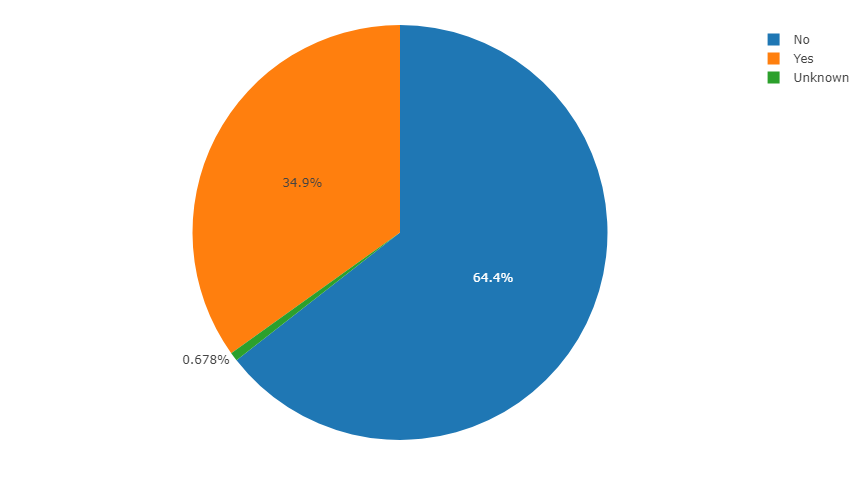 No
Yes
Unknown
34.9%
64.4%
0.678%